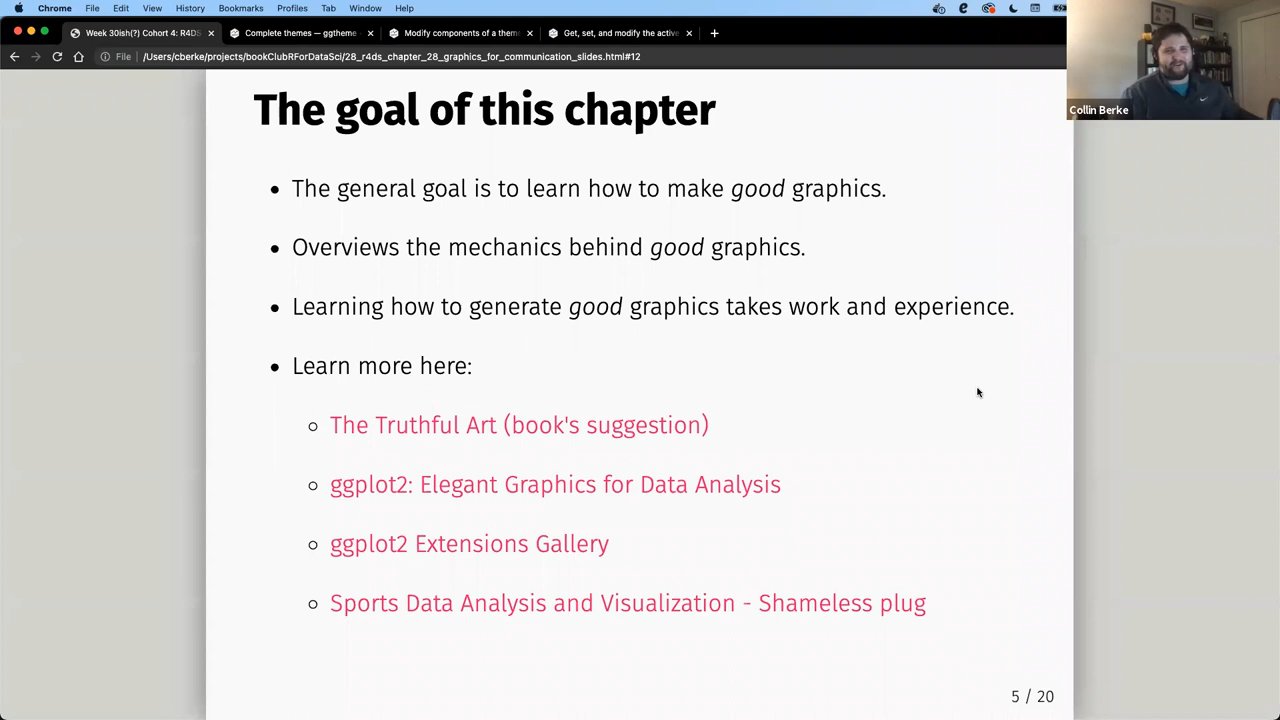 Chrome File Edit View History Bookmarks Profiles Tab Window Help
Week 30ish(?) Cohort 4: R4DS
Complete themes — ggtheme
Modify components of a them
Get, set, and modify the active
File /Users/cberke/projects/bookClubRForDataSci/28_r4ds_chapter_28_graphics_for_communication_slides.html#12
Collin Berke
The goal of this chapter
The general goal is to learn how to make good graphics.
Overviews the mechanics behind good graphics.
Learning how to generate good graphics takes work and experience.
Learn more here:
The Truthful Art (book's suggestion)
ggplot2: Elegant Graphics for Data Analysis
ggplot2 Extensions Gallery
Sports Data Analysis and Visualization - Shameless plug
5 / 20